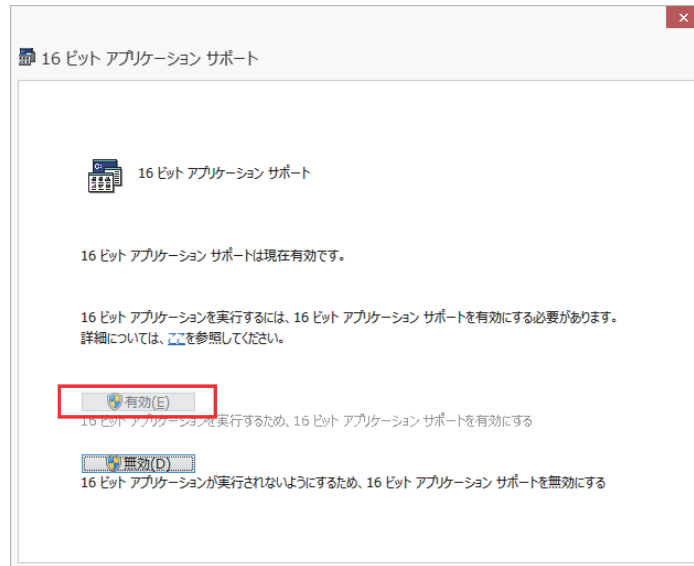 16 ビット アプリケーション サポート
16 ビット アプリケーション サポート
16 ビット アプリケーション サポートは現在有効です。
16 ビット アプリケーションを実行するには、16 ビット アプリケーション サポートを有効にする必要があります。
詳細については、ここを参照してください。
有効(E)
16 ビット アプリケーションを実行するため、16 ビット アプリケーション サポートを有効にする
無効(D)
16 ビット アプリケーションが実行されないようにするため、16 ビット アプリケーション サポートを無効にする